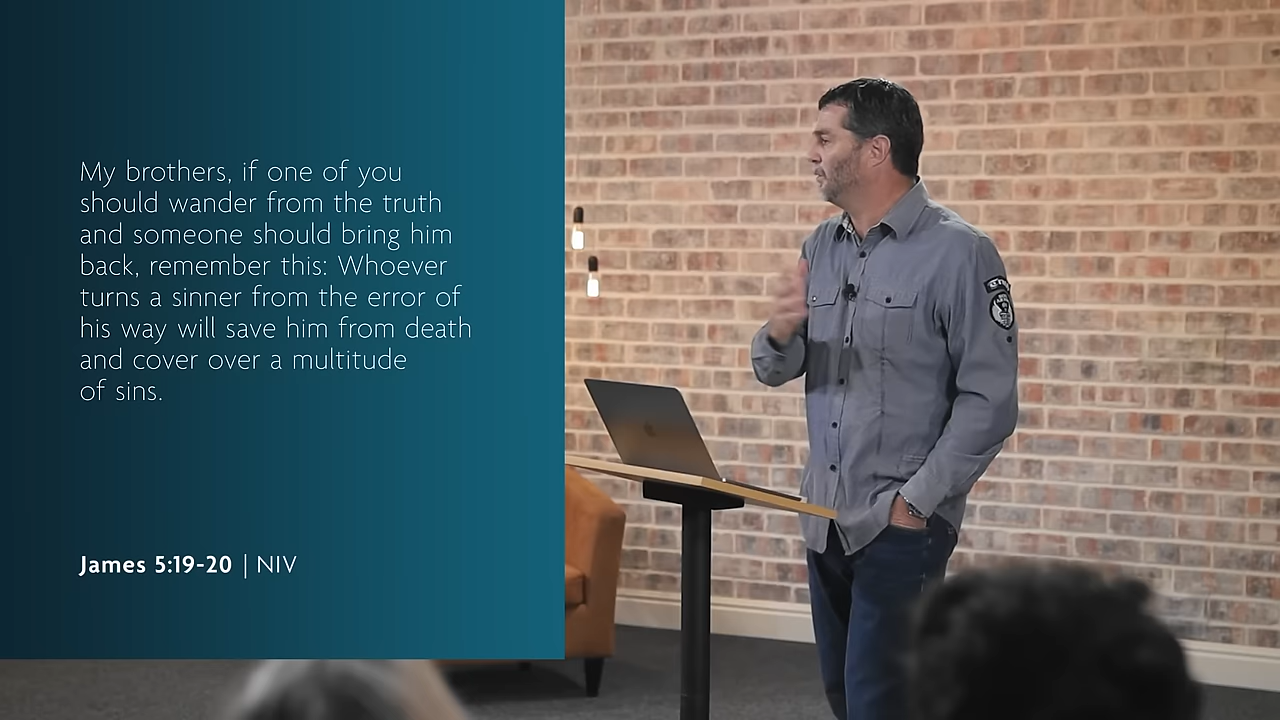 My brothers, if one of you
should wander from the truth
and someone should bring him
back, remember this: Whoever
turns a sinner from the error of
his way will save him from death
and cover over a multitude
of sins.
James 5:19-20 | NIV